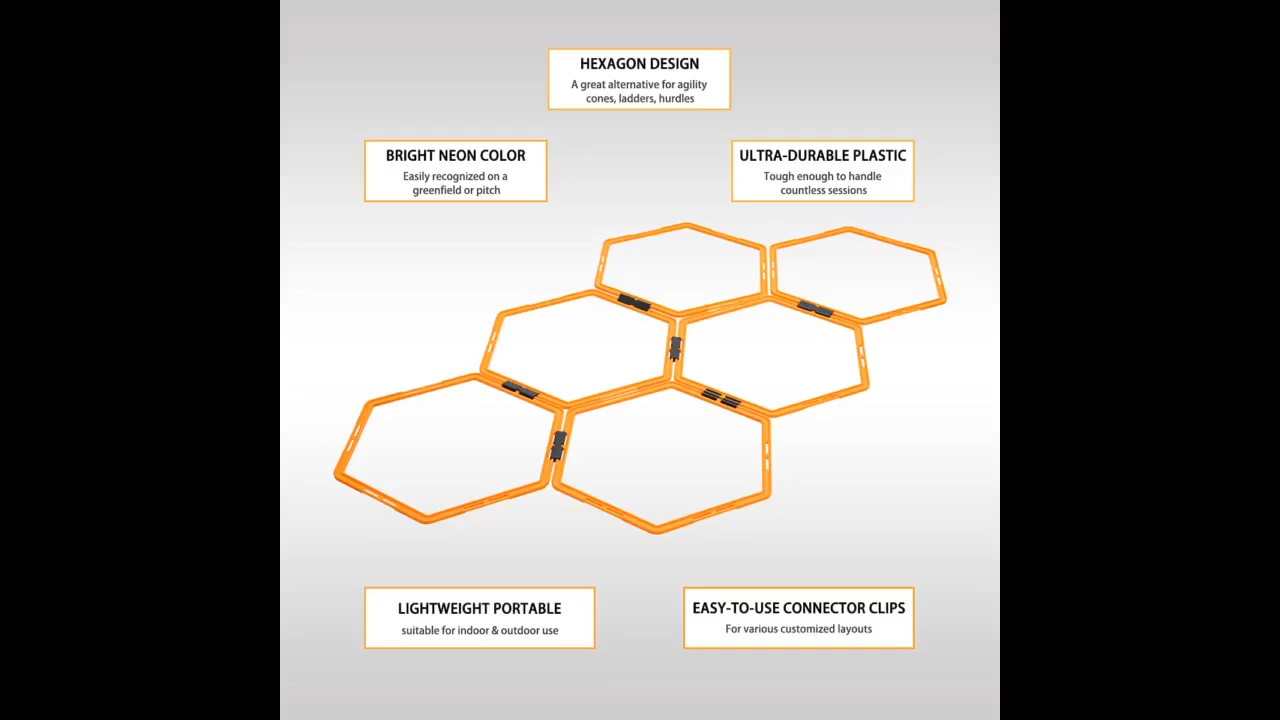 HEXAGON DESIGN
A great alternative for agility
cones, ladders, hurdles
BRIGHT NEON COLOR
Easily recognized on a
greenfield or pitch
ULTRA-DURABLE PLASTIC
Tough enough to handle
countless sessions
LIGHTWEIGHT PORTABLE
suitable for indoor & outdoor use
EASY-TO-USE CONNECTOR CLIPS
For various customized layouts